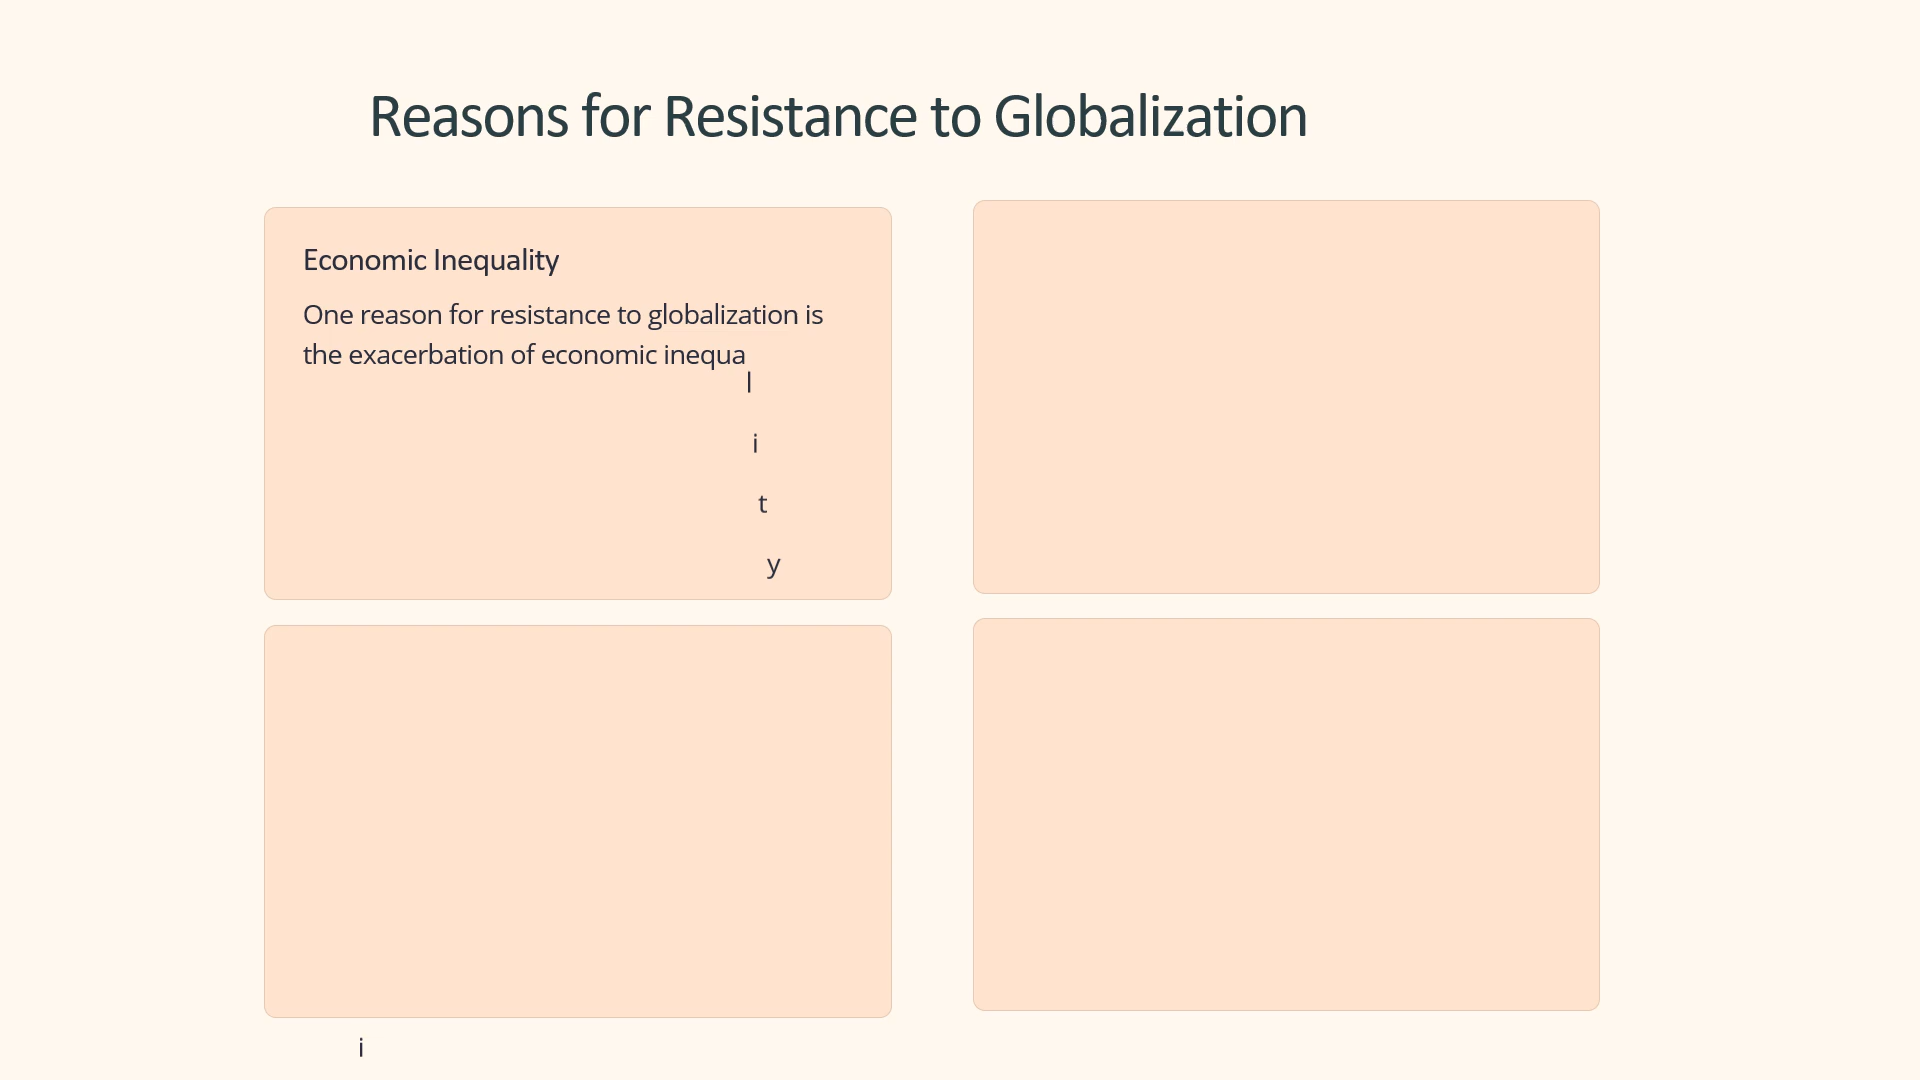 Reasons for Resistance to Globalization
Economic Inequality
One reason for resistance to globalization is
the exacerbation of economic inequa
l
i
t
y
i